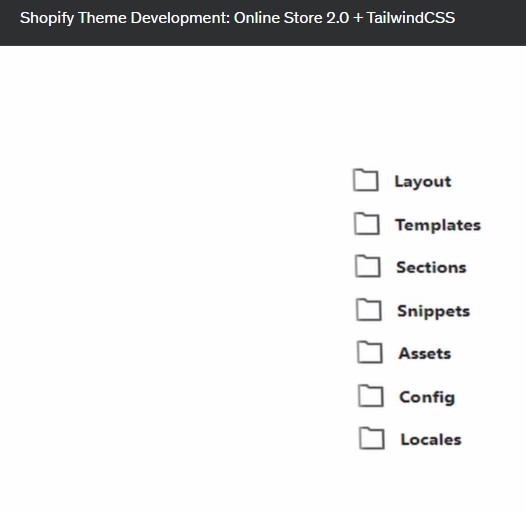 Shopify Theme Development: Online Store 2.0 + TailwindCSS
Layout
Templates
Sections
Snippets
Assets
Config
Locales